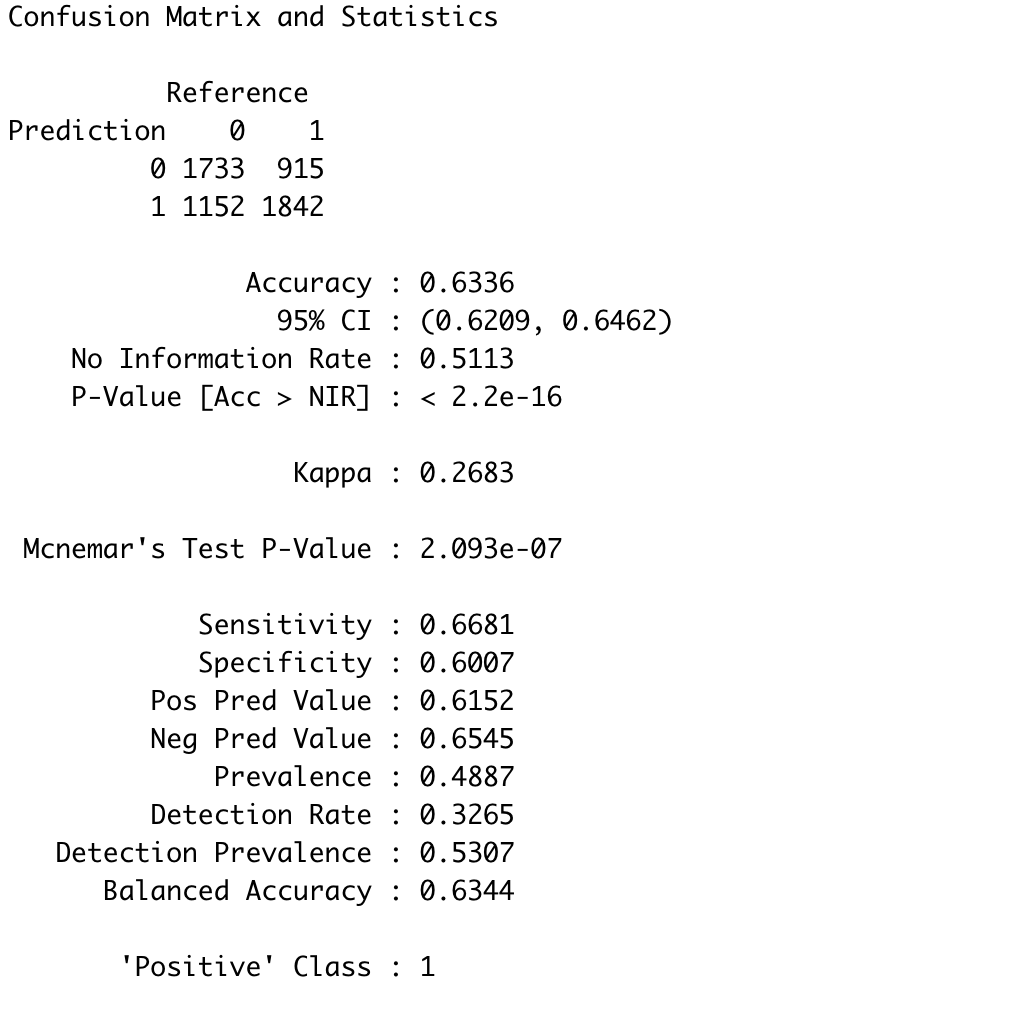 Confusion Matrix and Statistics
Reference
Prediction 0 1
0 1733 915
1 1152 1842
Accuracy : 0.6336
95% CI : (0.6209, 0.6462)
No Information Rate : 0.5113
P-Value [Acc > NIR] : < 2.2e-16
Kappa : 0.2683
Mcnemar's Test P-Value : 2.093e-07
Sensitivity : 0.6681
Specificity : 0.6007
Pos Pred Value : 0.6152
Neg Pred Value : 0.6545
Prevalence : 0.4887
Detection Rate : 0.3265
Detection Prevalence : 0.5307
Balanced Accuracy : 0.6344
'Positive' Class : 1